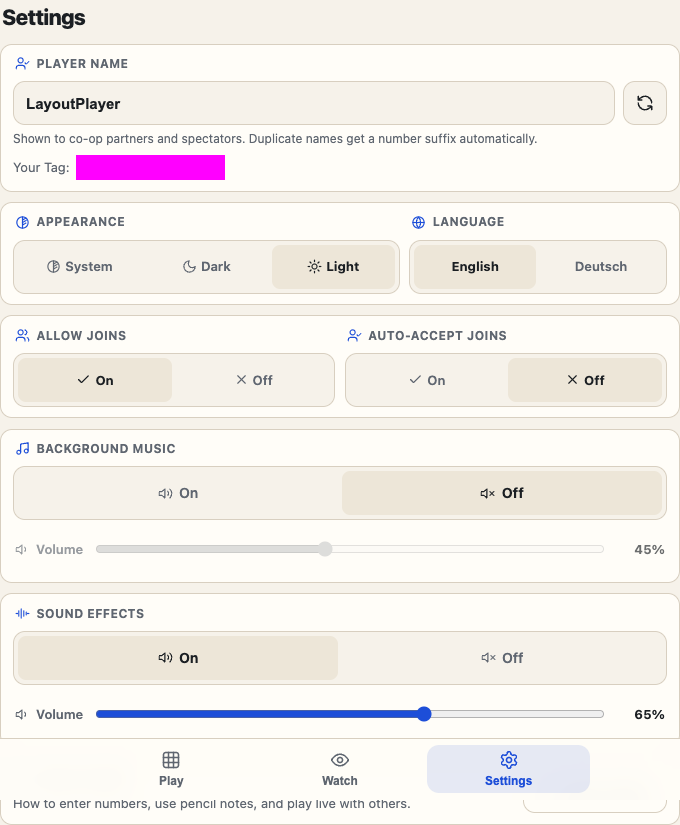 Settings
PLAYER NAME
LayoutPlayer
Shown to co-op partners and spectators. Duplicate names get a number suffix automatically.
Your Tag:
APPEARANCE
System Dark Light
LANGUAGE
English Deutsch
ALLOW JOINS
On Off
AUTO-ACCEPT JOINS
On Off
BACKGROUND MUSIC
On Off
Volume 45%
SOUND EFFECTS
On Off
Volume 65%
Play Watch Settings
How to enter numbers, use pencil notes, and play live with others.